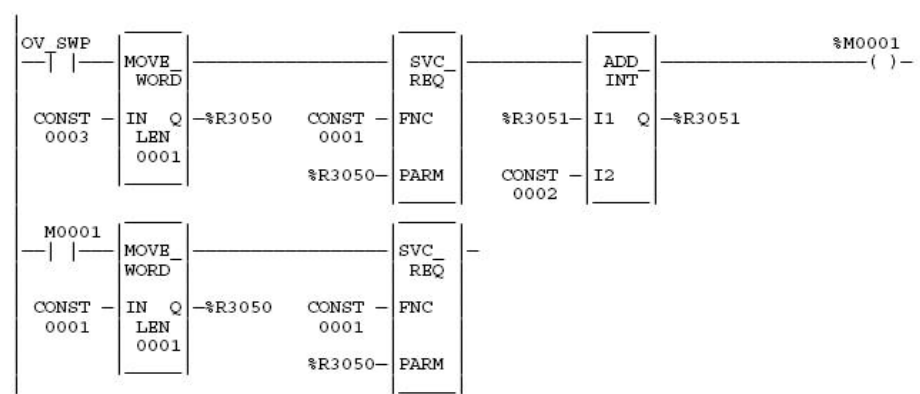 OV_SWP %M0001
MOVE_ SVC_ ADD_ ( )
WORD REQ INT
CONST IN Q %R3050 CONST FNC %R3051 I1 Q %R3051
0003 LEN 0001
0001
%R3050 PARM CONST I2
0002
M0001
MOVE_ SVC_
WORD REQ
CONST IN Q %R3050 CONST FNC
0001 LEN 0001
0001
%R3050 PARM